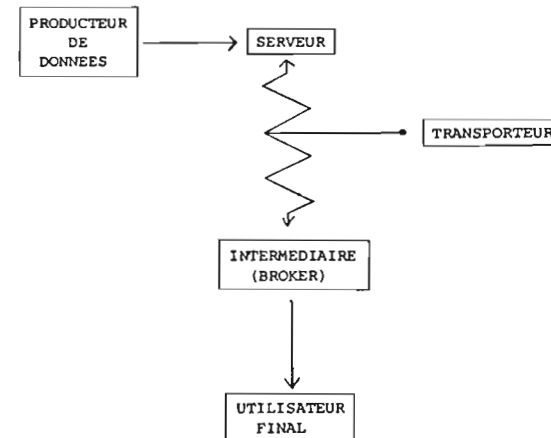 PRODUCTEUR
DE
DONNEES
SERVEUR
TRANSPORTEUR
INTERMEDIAIRE
(BROKER)
UTILISATEUR
FINAL